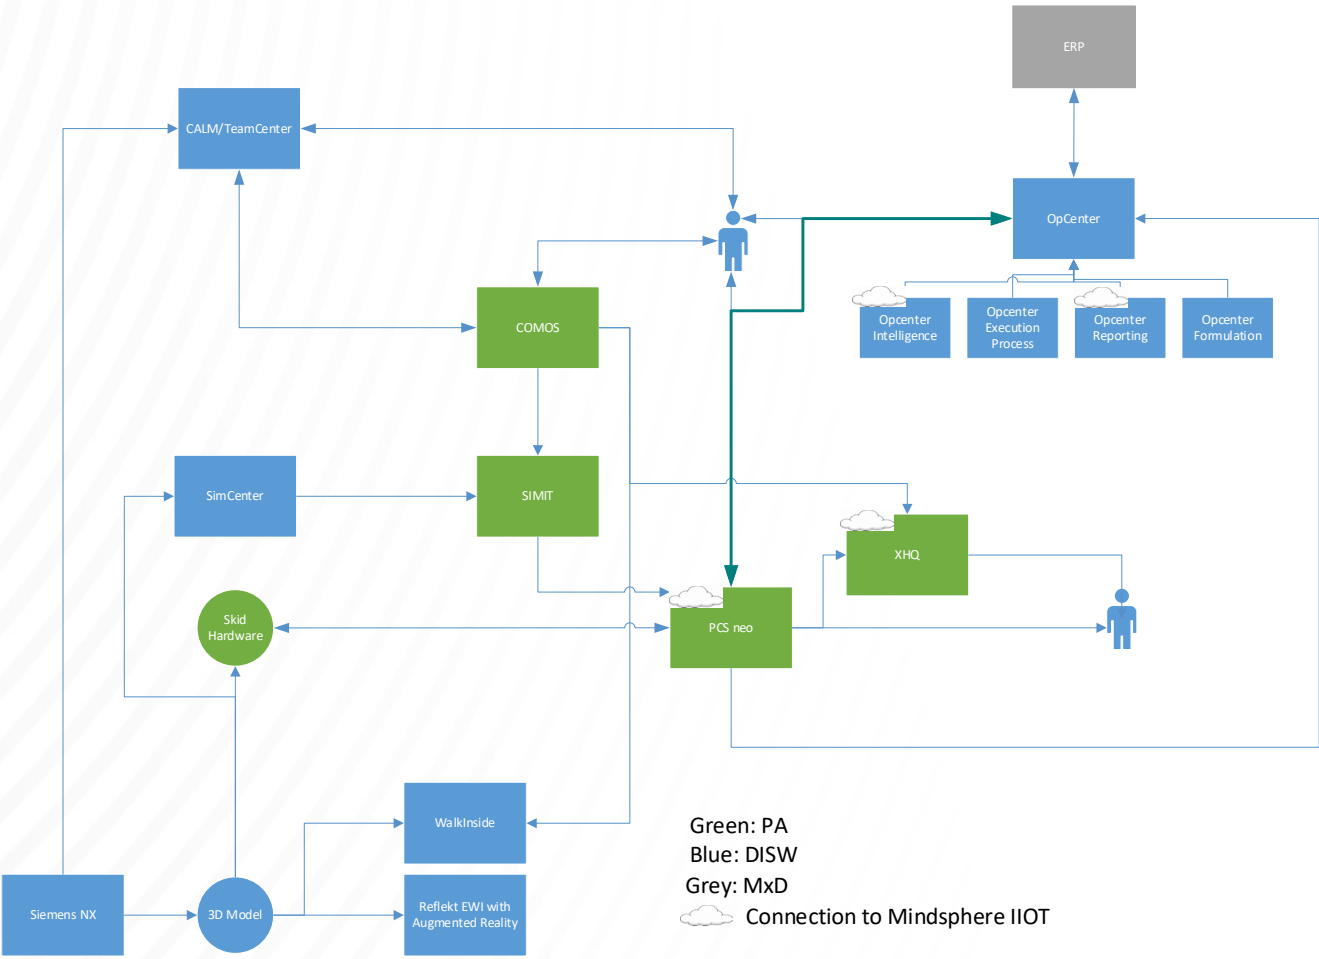 ERP
CALM/TeamCenter
OpCenter
Opcenter
Intelligence
Opcenter
Execution
Process
Opcenter
Reporting
Opcenter
Formulation
COMOS
SimCenter
SIMIT
XHQ
Skid
Hardware
PCS neo
WalkInside
Siemens NX
3D Model
Reflekt EWI with
Augmented Reality
Green: PA
Blue: DISW
Grey: MxD
Connection to Mindsphere IIOT